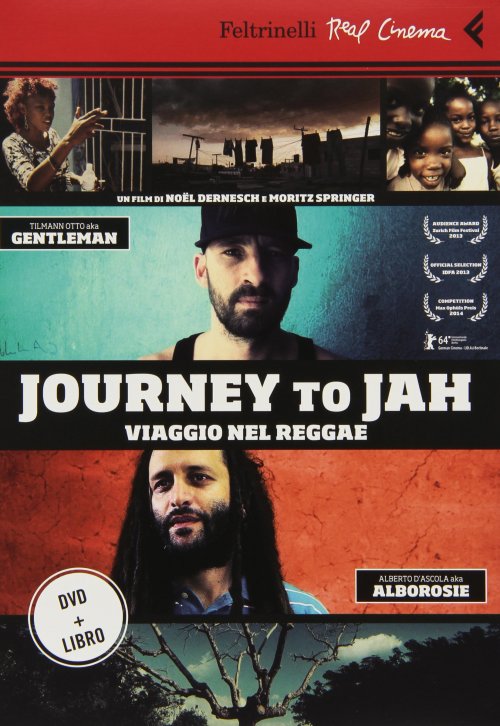 Feltrinelli Real Cinema
UN FILM DI NOËL DERNESCH E MORITZ SPRINGER
TILMANN OTTO aka
GENTLEMAN
AUDIENCE AWARD
Zurich Film Festival
2013
OFFICIAL SELECTION
IDFA 2013
COMPETITION
Max Ophüls Preis
2014
64
JOURNEY TO JAH
VIAGGIO NEL REGGAE
ALBERTO D'ASCOLA aka
ALBOROSIE
DVD
+
LIBRO